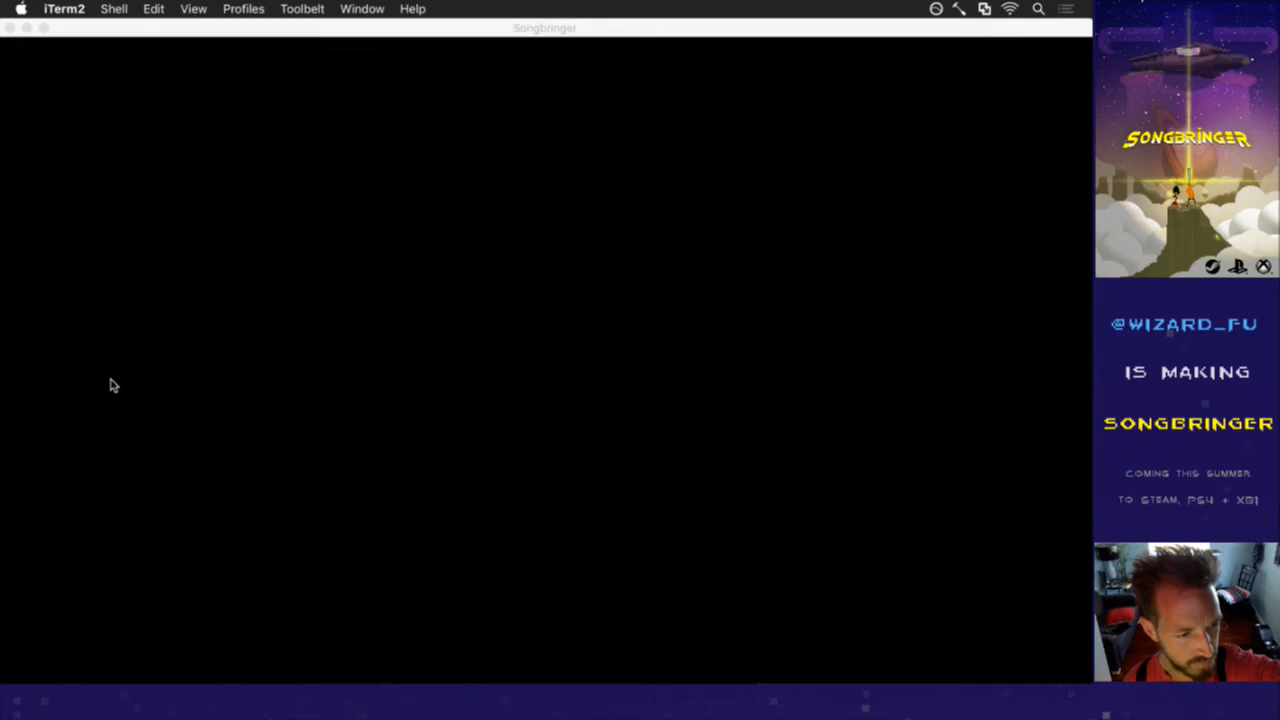 iTerm2 Shell Edit View Profiles Toolbelt Window Help
Songbringer
SONGBRINGER
@WIZARD_FU
IS MAKING
SONGBRINGER
COMING THIS SUMMER
TO STEAM, PS4 + XB1